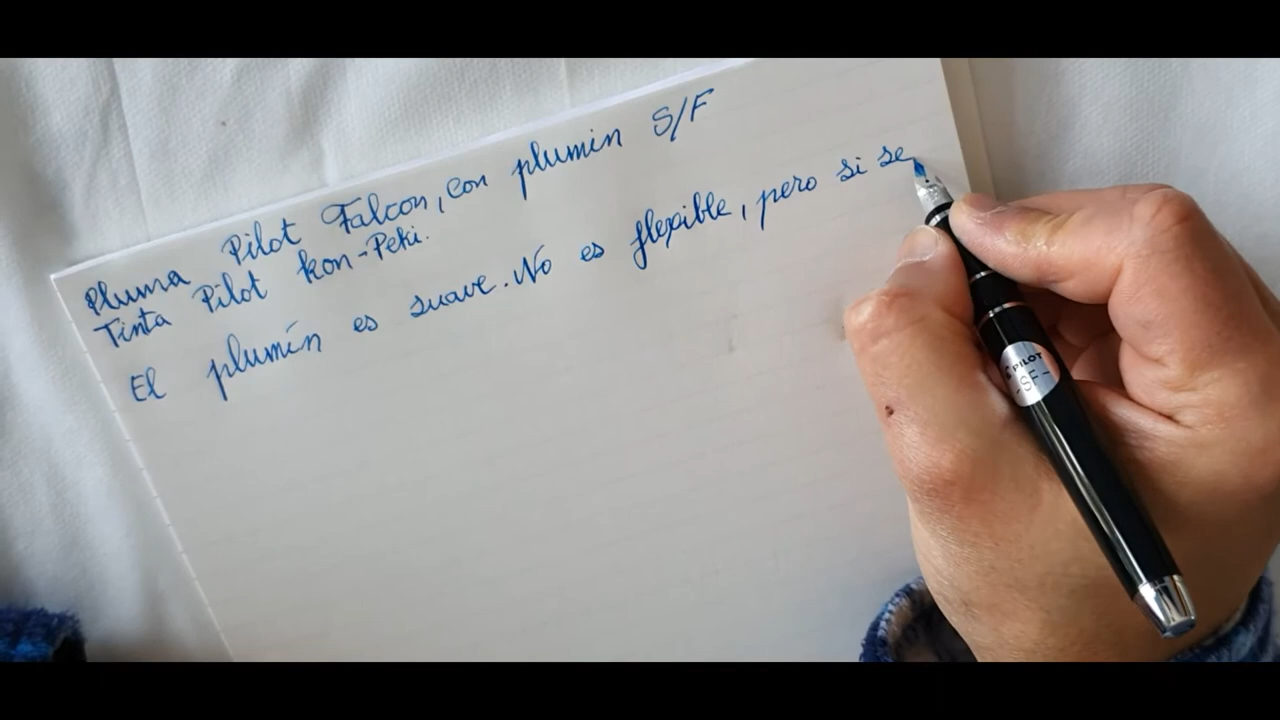 Pluma Pilot Falcon, con plumin S/F
Tinta Pilot Kon-Peki.
El plumín es suave. No es flexible, pero si se
PILOT
-SF-